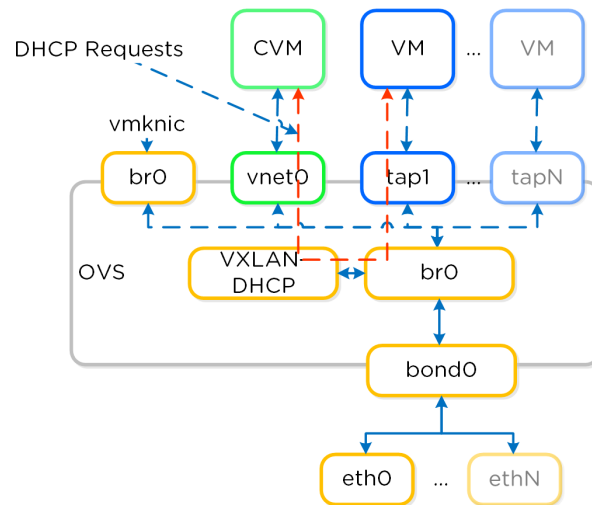 DHCP Requests
CVM
VM
...
VM
vmknic
br0
vnet0
tap1
...
tapN
OVS
VXLAN-
DHCP
br0
bond0
eth0
...
ethN